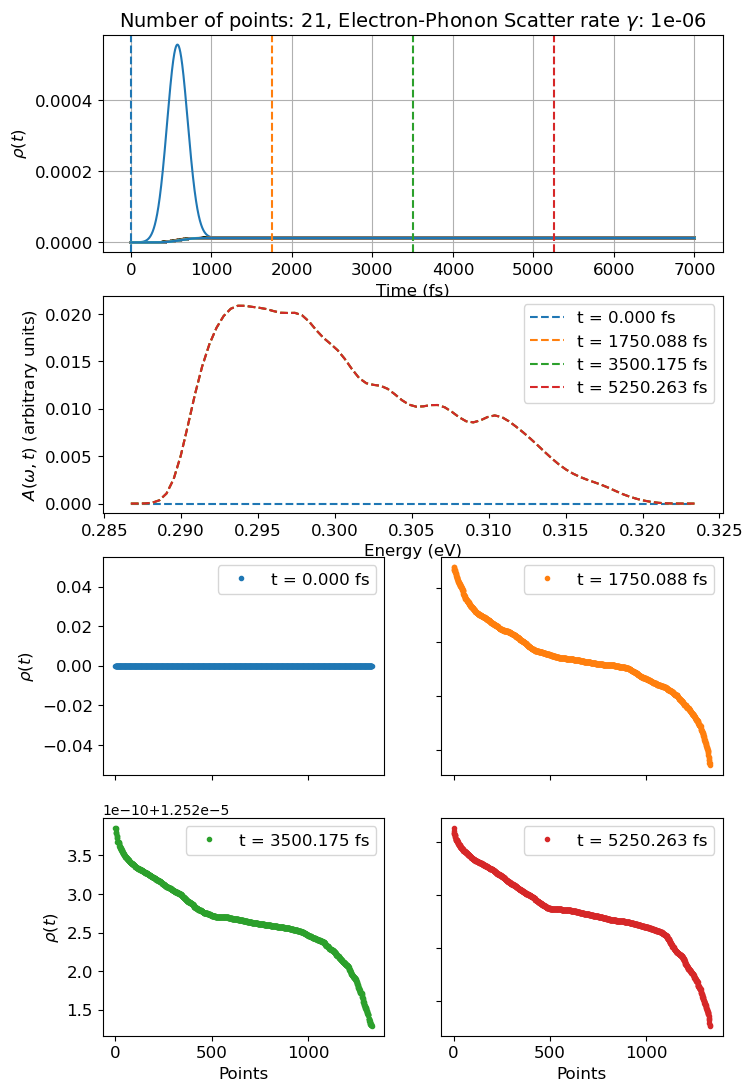 Number of points: 21, Electron-Phonon Scatter rate γ: 1e-06
ρ(t)
0.0004
0.0002
0.0000
0 1000 2000 3000 4000 5000 6000 7000
Time (fs)
A(ω, t) (arbitrary units)
0.020
0.015
0.010
0.005
0.000
t = 0.000 fs
t = 1750.088 fs
t = 3500.175 fs
t = 5250.263 fs
0.285 0.290 0.295 0.300 0.305 0.310 0.315 0.320 0.325
Energy (eV)
ρ(t)
0.04
0.02
0.00
−0.02
−0.04
t = 0.000 fs
t = 1750.088 fs
1e−10+1.252e−5
ρ(t)
3.5
3.0
2.5
2.0
1.5
t = 3500.175 fs
0 500 1000
Points
t = 5250.263 fs
0 500 1000
Points